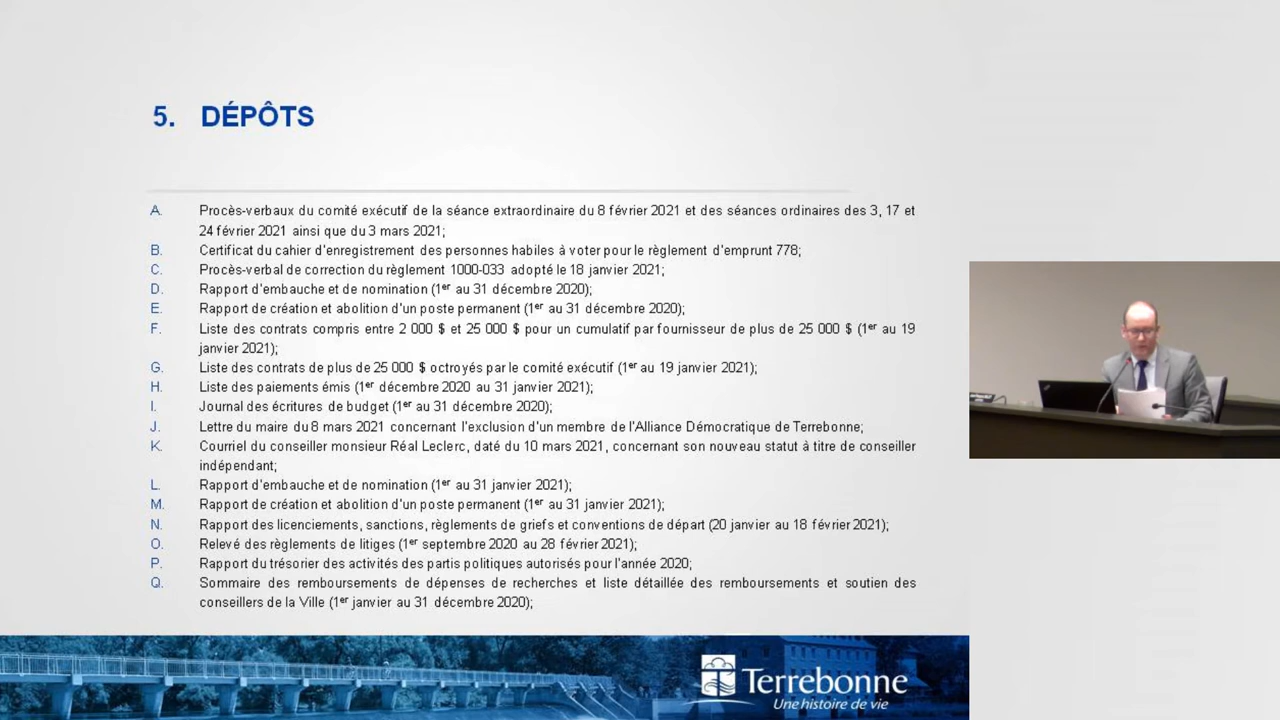 5. DÉPÔTS
A. Procès-verbaux du comité exécutif de la séance extraordinaire du 8 février 2021 et des séances ordinaires des 3, 17 et
24 février 2021 ainsi que du 3 mars 2021;
B. Certificat du cahier d'enregistrement des personnes habiles à voter pour le règlement d'emprunt 778;
C. Procès-verbal de correction du règlement 1000-033 adopté le 18 janvier 2021;
D. Rapport d'embauche et de nomination (1er au 31 décembre 2020);
E. Rapport de création et abolition d'un poste permanent (1er au 31 décembre 2020);
F. Liste des contrats compris entre 2 000 $ et 25 000 $ pour un cumulatif par fournisseur de plus de 25 000 $ (1er au 19
janvier 2021);
G. Liste des contrats de plus de 25 000 $ octroyés par le comité exécutif (1er au 19 janvier 2021);
H. Liste des paiements émis (1er décembre 2020 au 31 janvier 2021);
I. Journal des écritures de budget (1er au 31 décembre 2020);
J. Lettre du maire du 8 mars 2021 concernant l'exclusion d'un membre de l'Alliance Démocratique de Terrebonne;
K. Courriel du conseiller monsieur Réal Leclerc, daté du 10 mars 2021, concernant son nouveau statut à titre de conseiller
indépendant;
L. Rapport d'embauche et de nomination (1er au 31 janvier 2021);
M. Rapport de création et abolition d'un poste permanent (1er au 31 janvier 2021);
N. Rapport des licenciements, sanctions, règlements de griefs et conventions de départ (20 janvier au 18 février 2021);
O. Relevé des règlements de litiges (1er septembre 2020 au 28 février 2021);
P. Rapport du trésorier des activités des partis politiques autorisés pour l'année 2020;
Q. Sommaire des remboursements de dépenses de recherches et liste détaillée des remboursements et soutien des
conseillers de la Ville (1er janvier au 31 décembre 2020);
Terrebonne
Une histoire de vie